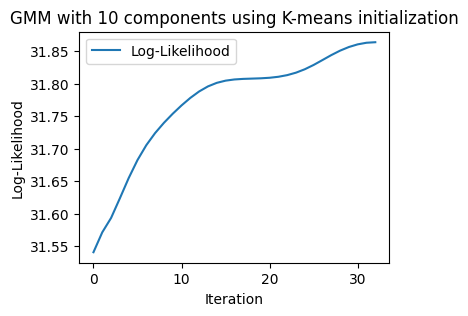 GMM with 10 components using K-means initialization
Log-Likelihood
Log-Likelihood
31.85
31.80
31.75
31.70
31.65
31.60
31.55
0 10 20 30
Iteration